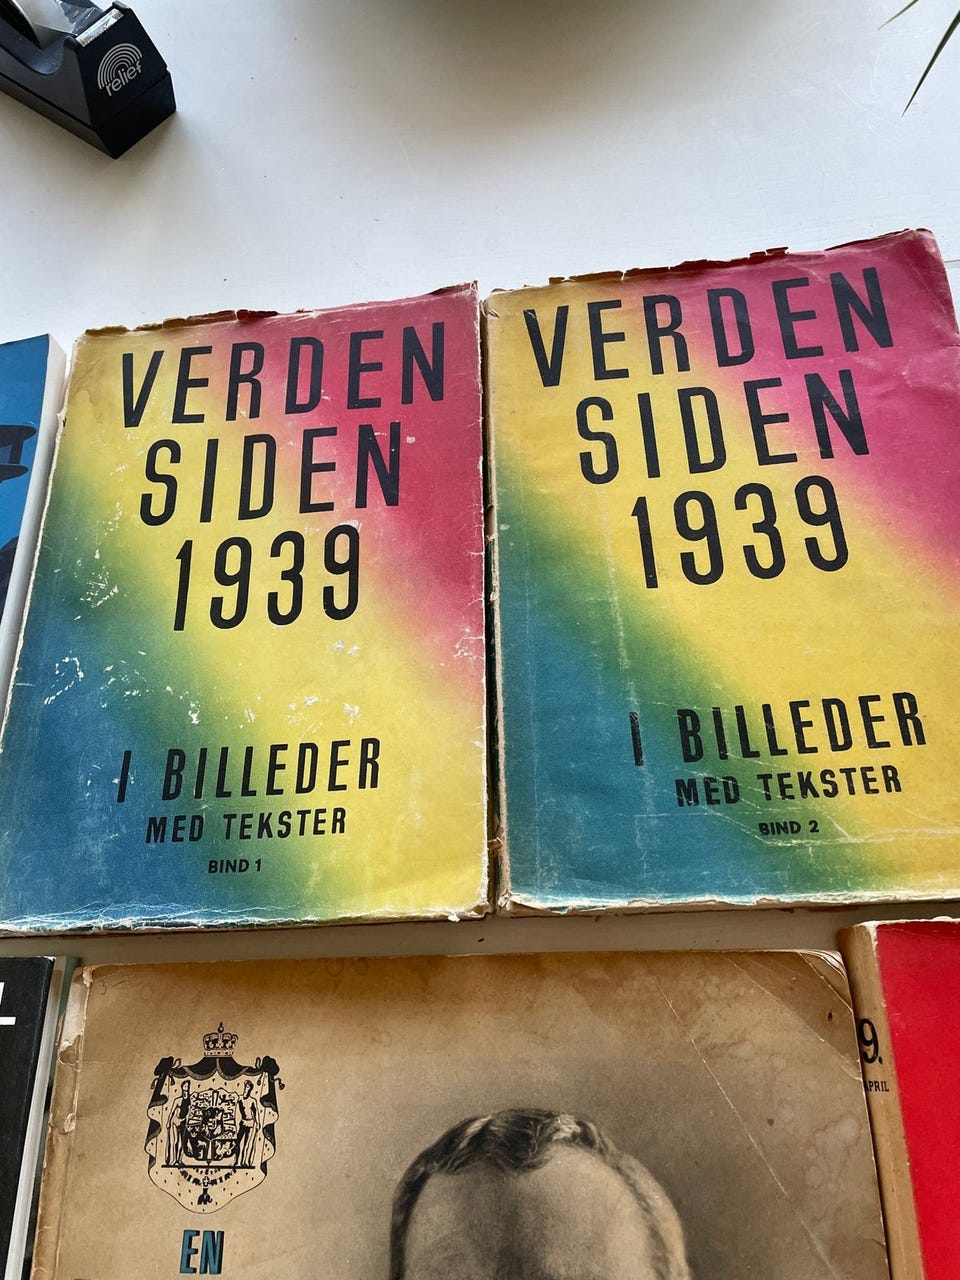 relief
VERDEN
SIDEN
1939
I BILLEDER
MED TEKSTER
BIND 1
VERDEN
SIDEN
1939
I BILLEDER
MED TEKSTER
BIND 2
EN
9.
APRIL